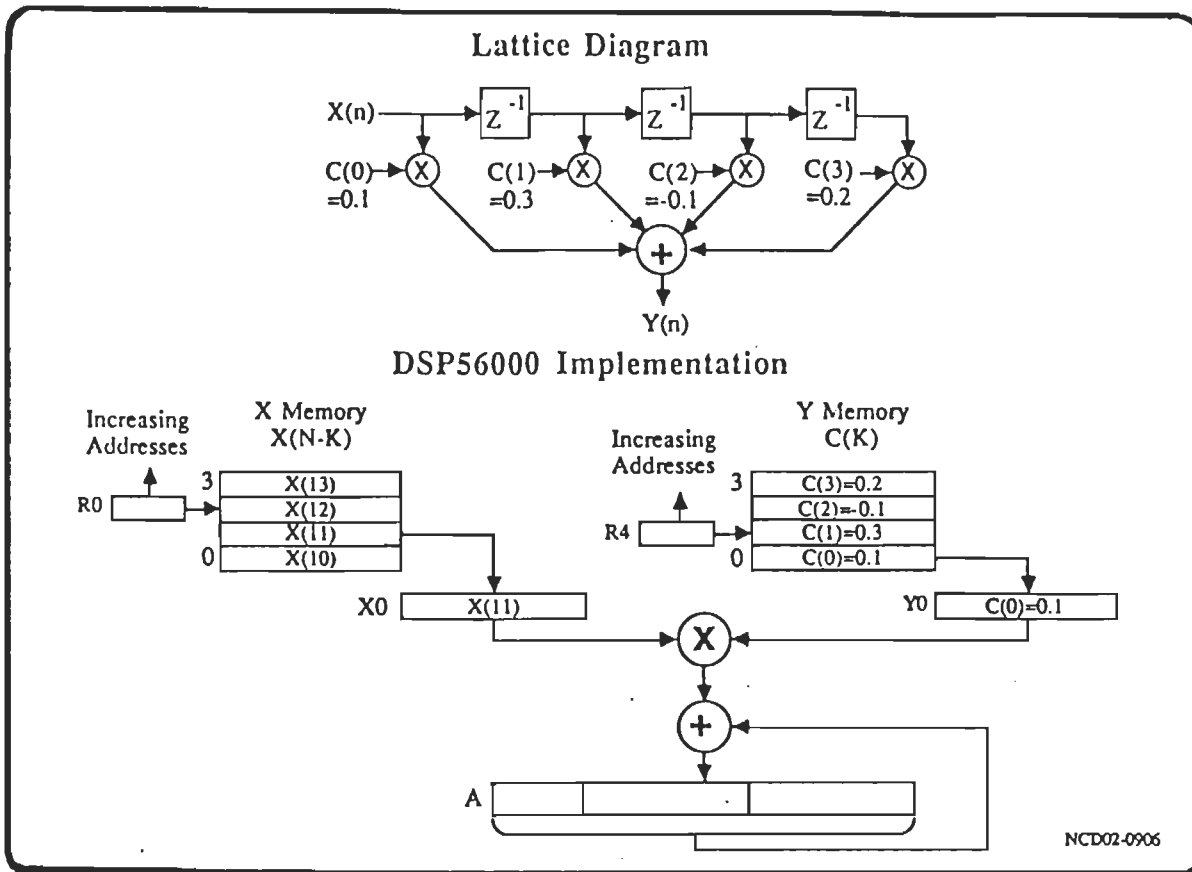 Lattice Diagram
X(n)
Z -1
Z -1
Z -1
C(0)
=0.1
X
C(1)
=0.3
X
C(2)
=-0.1
X
C(3)
=0.2
X
+
Y(n)
DSP56000 Implementation
Increasing
Addresses
X Memory
X(N-K)
R0
3
X(13)
X(12)
X(11)
0
X(10)
X0
X(11)
Increasing
Addresses
Y Memory
C(K)
R4
3
C(3)=0.2
C(2)=-0.1
C(1)=0.3
0
C(0)=0.1
Y0
C(0)=0.1
X
+
A
NCD02-0906